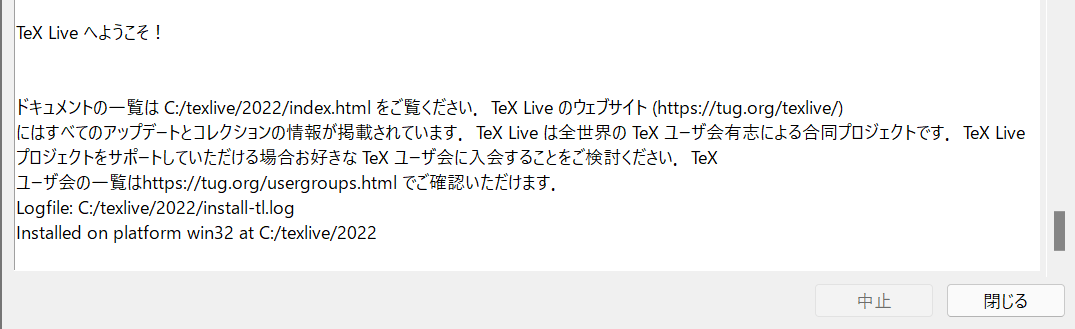 TeX Live へようこそ！
ドキュメントの一覧は C:/texlive/2022/index.html をご覧ください． TeX Live のウェブサイト (https://tug.org/texlive/)
にはすべてのアップデートとコレクションの情報が掲載されています． TeX Live は全世界の TeX ユーザ会有志による合同プロジェクトです． TeX Live
プロジェクトをサポートしていただける場合お好きな TeX ユーザ会に入会することをご検討ください． TeX
ユーザ会の一覧はhttps://tug.org/usergroups.html でご確認いただけます．
Logfile: C:/texlive/2022/install-tl.log
Installed on platform win32 at C:/texlive/2022
中止
閉じる